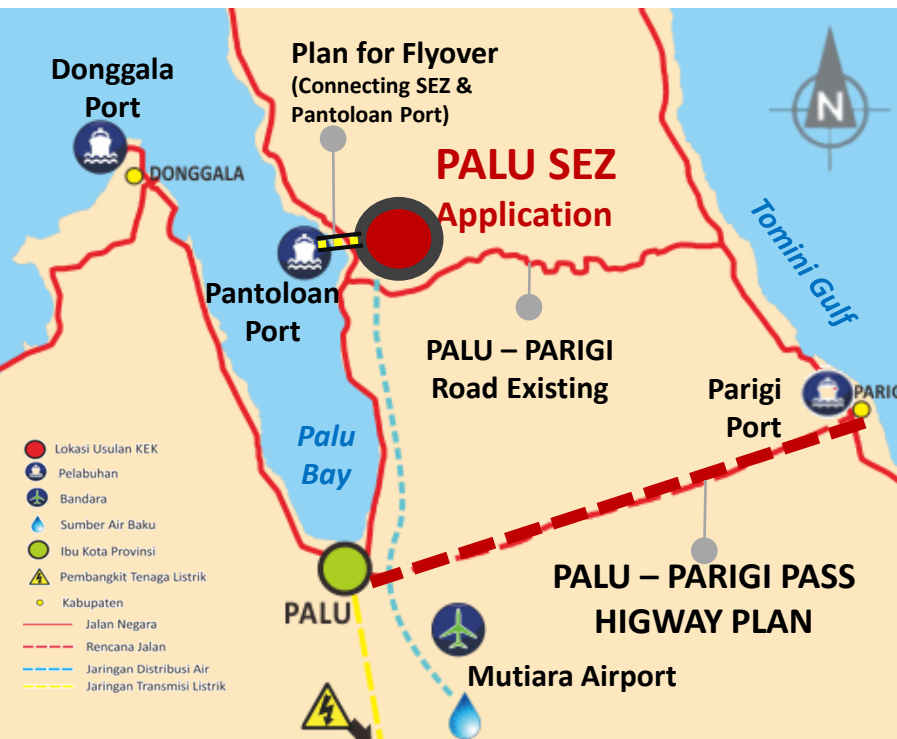 Donggala
Port
Plan for Flyover
(Connecting SEZ &
Pantoloan Port)
N
DONGGALA
PALU SEZ
Application
Tomini Gulf
Pantoloan
Port
PALU – PARIGI
Road Existing
Parigi
Port
PARIG
Palu
Bay
Lokasi Usulan KEK
Pelabuhan
Bandara
Sumber Air Baku
Ibu Kota Provinsi
Pembangkit Tenaga Listrik
Kabupaten
Jalan Negara
Rencana Jalan
Jaringan Distribusi Air
Jaringan Transmisi Listrik
PALU
PALU – PARIGI PASS
HIGWAY PLAN
Mutiara Airport